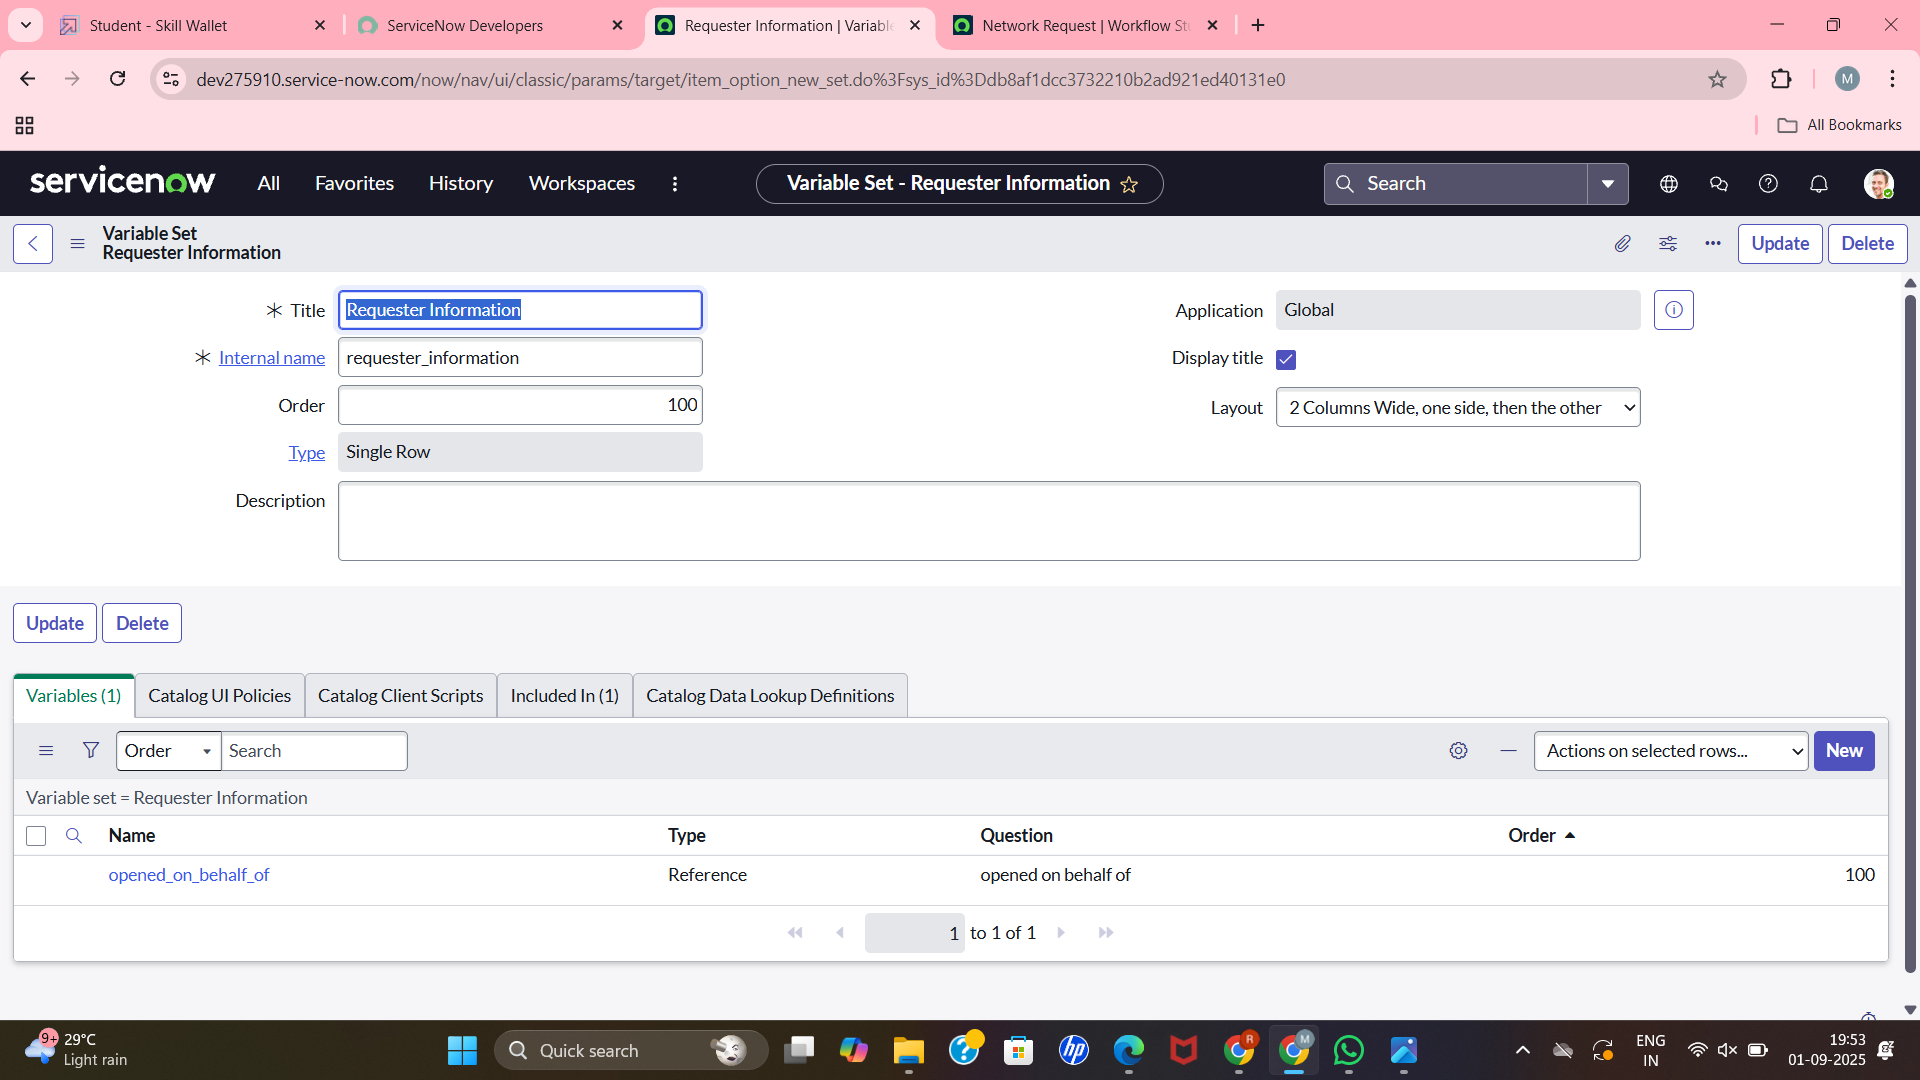 Student - Skill Wallet
ServiceNow Developers
Requester Information | Variable
Network Request | Workflow St
dev275910.service-now.com/now/nav/ui/classic/params/target/item_option_new_set.do%3Fsys_id%3Ddb8af1dcc3732210b2ad921ed40131e0
M
All Bookmarks
servicenow All Favorites History Workspaces Variable Set - Requester Information Search
Variable Set
Requester Information
Update Delete
* Title Requester Information
Application Global
* Internal name requester_information
Display title
Order 100
Layout 2 Columns Wide, one side, then the other
Type Single Row
Description
Update Delete
Variables (1) Catalog UI Policies Catalog Client Scripts Included In (1) Catalog Data Lookup Definitions
Order Search Actions on selected rows... New
Variable set = Requester Information
Name Type Question Order
opened_on_behalf_of Reference opened on behalf of 100
1 to 1 of 1
9+ 29°C
Light rain
Quick search
hp
R
M
ENG
IN
19:53
01-09-2025